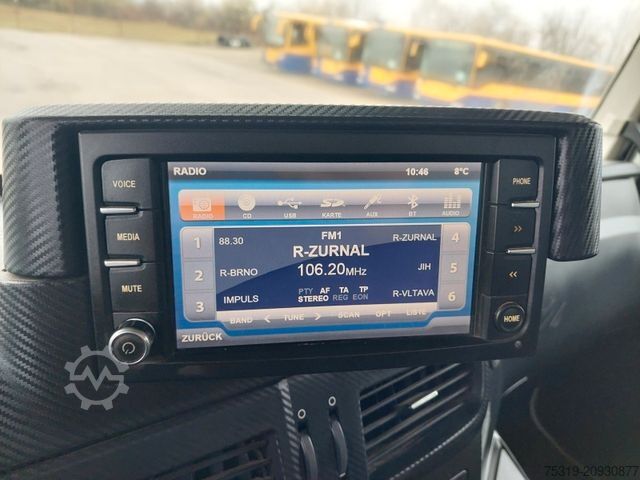 RADIO 10:46 8°C
VOICE
MEDIA
MUTE
PHONE
>>
<<
HOME
RADIO CD USB KARTE AUX BT AUDIO
FM1
1 88.30 R-ZURNAL R-ZURNAL 4
2 R-BRNO 106.20MHz JIH 5
PTY AF TA TP
3 IMPULS STEREO REG EON R-VLTAVA 6
BAND < TUNE > SCAN OPT LISTE
ZURÜCK
75319-20930877